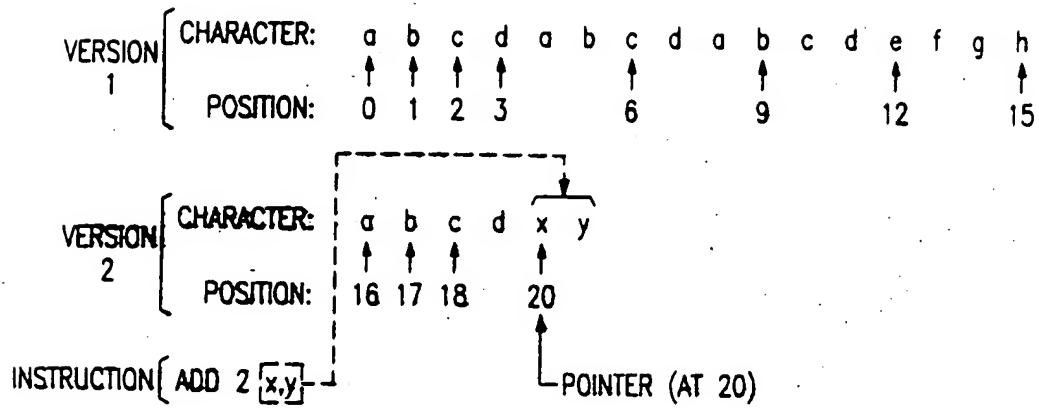 VERSION 1
CHARACTER: a b c d a b c d a b c d e f g h
POSITION: 0 1 2 3 6 9 12 15
VERSION 2
CHARACTER: a b c d x y
POSITION: 16 17 18 20
INSTRUCTION ADD 2 x,y
POINTER (AT 20)